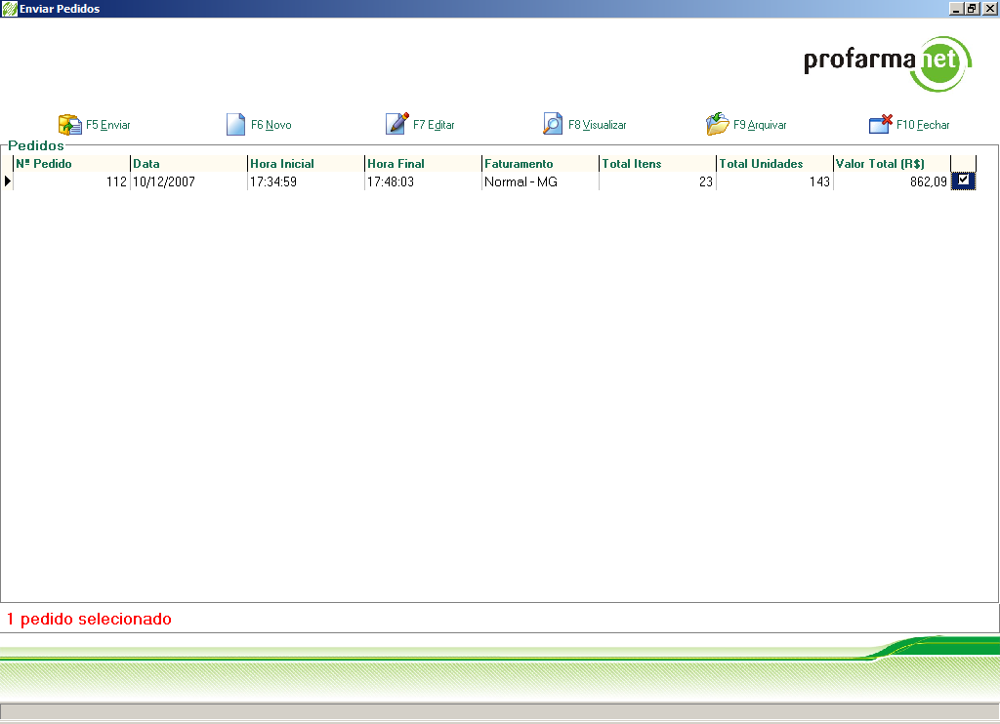 Enviar Pedidos
profarmanet
F5 Enviar F6 Novo F7 Editar F8 Visualizar F9 Arquivar F10 Fechar
Pedidos
Nº Pedido Data Hora Inicial Hora Final Faturamento Total Itens Total Unidades Valor Total (R$)
112 10/12/2007 17:34:59 17:48:03 Normal - MG 23 143 862,09
1 pedido selecionado